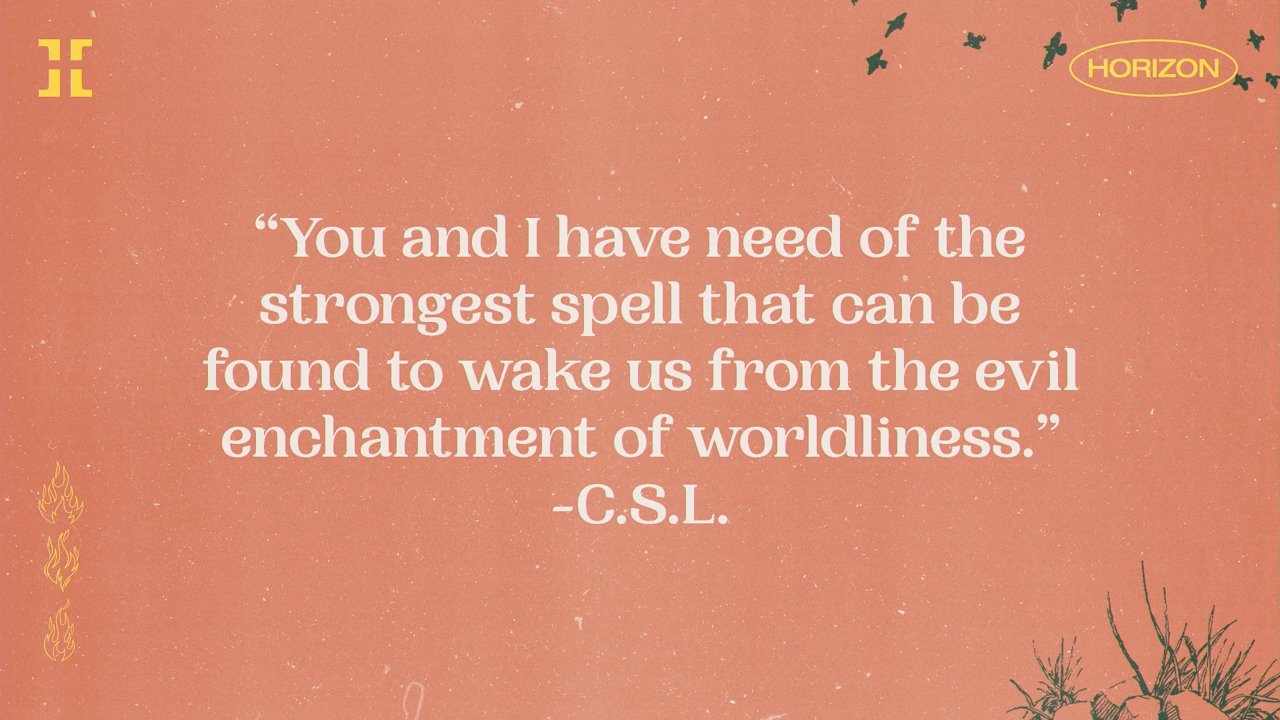 HORIZON
“You and I have need of the
strongest spell that can be
found to wake us from the evil
enchantment of worldliness.”
-C.S.L.